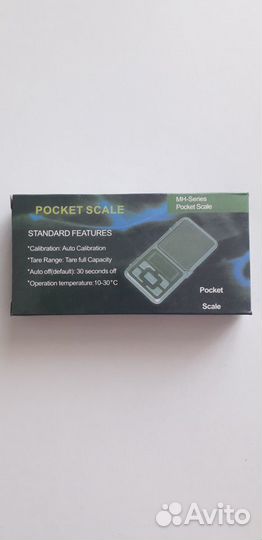 POCKET SCALE
MH-Series
Pocket Scale
STANDARD FEATURES
*Calibration: Auto Calibration
*Tare Range: Tare full Capacity
*Auto off(default): 30 seconds off
*Operation temperature:10-30°C
Pocket
Scale
Avito